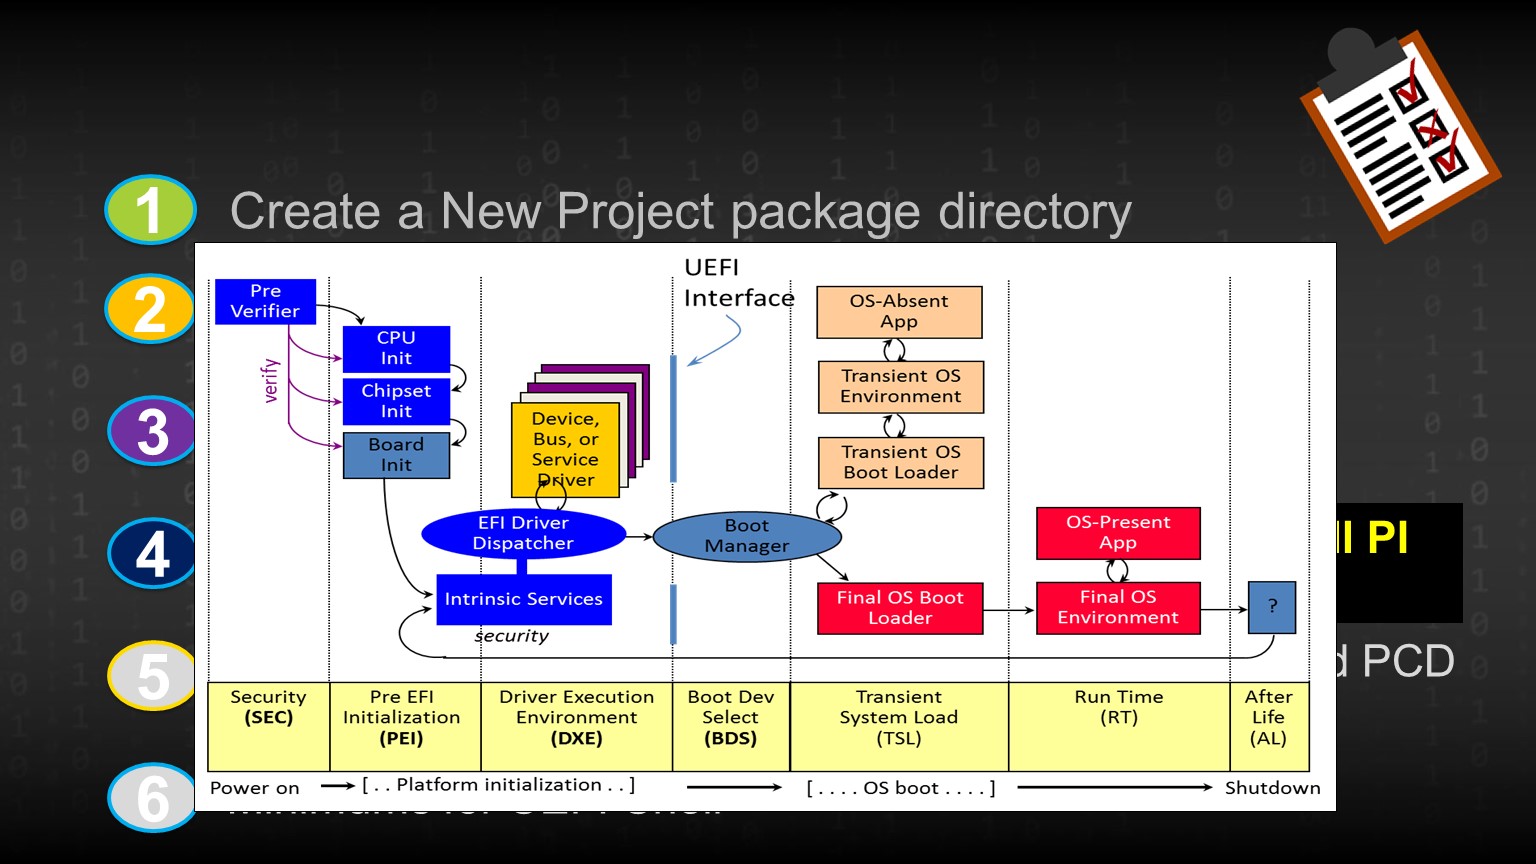 1 Create a New Project package directory
2
3
4
5
6
PI
PCD
UEFI
Interface
Pre
Verifier
verify
CPU
Init
Chipset
Init
Board
Init
Device,
Bus, or
Service
Driver
EFI Driver
Dispatcher
Intrinsic Services
security
Boot
Manager
OS-Absent
App
Transient OS
Environment
Transient OS
Boot Loader
Final OS Boot
Loader
OS-Present
App
Final OS
Environment
?
Security
(SEC)
Pre EFI
Initialization
(PEI)
Driver Execution
Environment
(DXE)
Boot Dev
Select
(BDS)
Transient
System Load
(TSL)
Run Time
(RT)
After
Life
(AL)
Power on
[ . . Platform initialization . . ]
[ . . . . OS boot . . . . ]
Shutdown